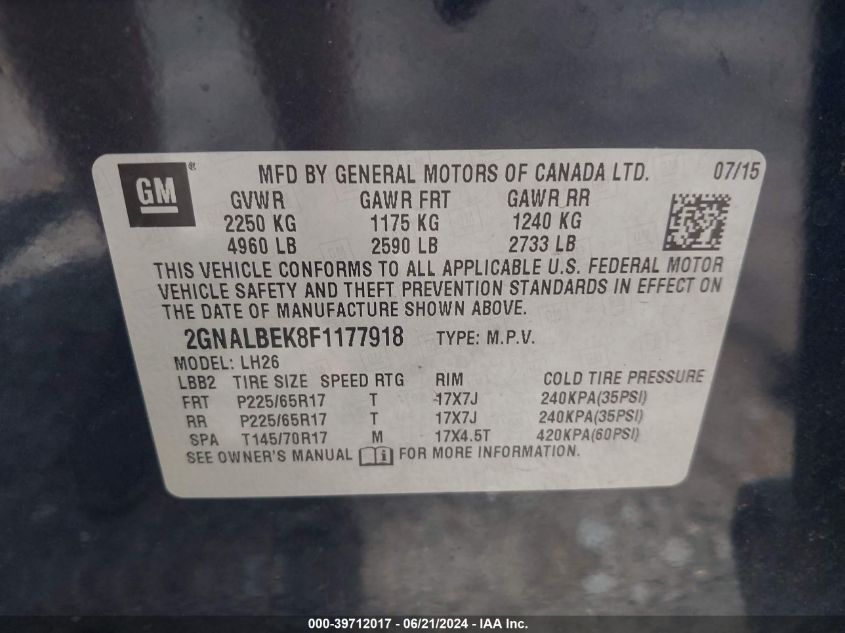 GM ® MFD BY GENERAL MOTORS OF CANADA LTD. 07/15
GVWR GAWR FRT GAWR RR
2250 KG 1175 KG 1240 KG
4960 LB 2590 LB 2733 LB
THIS VEHICLE CONFORMS TO ALL APPLICABLE U.S. FEDERAL MOTOR
VEHICLE SAFETY AND THEFT PREVENTION STANDARDS IN EFFECT ON
THE DATE OF MANUFACTURE SHOWN ABOVE.
2GNALBEK8F1177918 TYPE: M.P.V.
MODEL: LH26
LBB2 TIRE SIZE SPEED RTG RIM COLD TIRE PRESSURE
FRT P225/65R17 T 17X7J 240KPA(35PSI)
RR P225/65R17 T 17X7J 240KPA(35PSI)
SPA T145/70R17 M 17X4.5T 420KPA(60PSI)
SEE OWNER'S MANUAL i FOR MORE INFORMATION.
000-39712017 - 06/21/2024 - IAA Inc.